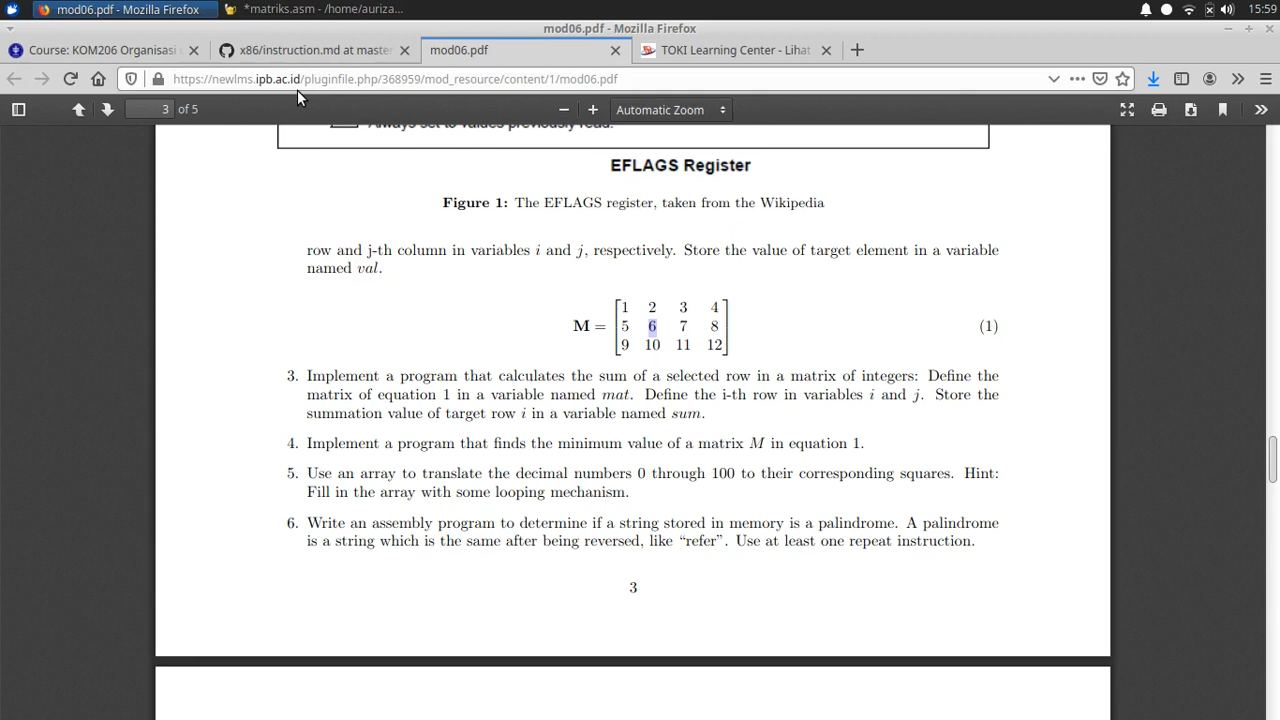 mod06.pdf - Mozilla Firefox
*matriks.asm - /home/auriza...
15:59
mod06.pdf - Mozilla Firefox
Course: KOM206 Organisasi
x86/instruction.md at master
mod06.pdf
TOKI Learning Center - Lihat
https://newlms.ipb.ac.id/pluginfile.php/368959/mod_resource/content/1/mod06.pdf
3 of 5
Automatic Zoom
Always set to values previously read.
EFLAGS Register
Figure 1: The EFLAGS register, taken from the Wikipedia
row and j-th column in variables i and j, respectively. Store the value of target element in a variable
named val.
1 2 3 4
M = 5 6 7 8 (1)
9 10 11 12
3. Implement a program that calculates the sum of a selected row in a matrix of integers: Define the
matrix of equation 1 in a variable named mat. Define the i-th row in variables i and j. Store the
summation value of target row i in a variable named sum.
4. Implement a program that finds the minimum value of a matrix M in equation 1.
5. Use an array to translate the decimal numbers 0 through 100 to their corresponding squares. Hint:
Fill in the array with some looping mechanism.
6. Write an assembly program to determine if a string stored in memory is a palindrome. A palindrome
is a string which is the same after being reversed, like “refer”. Use at least one repeat instruction.
3